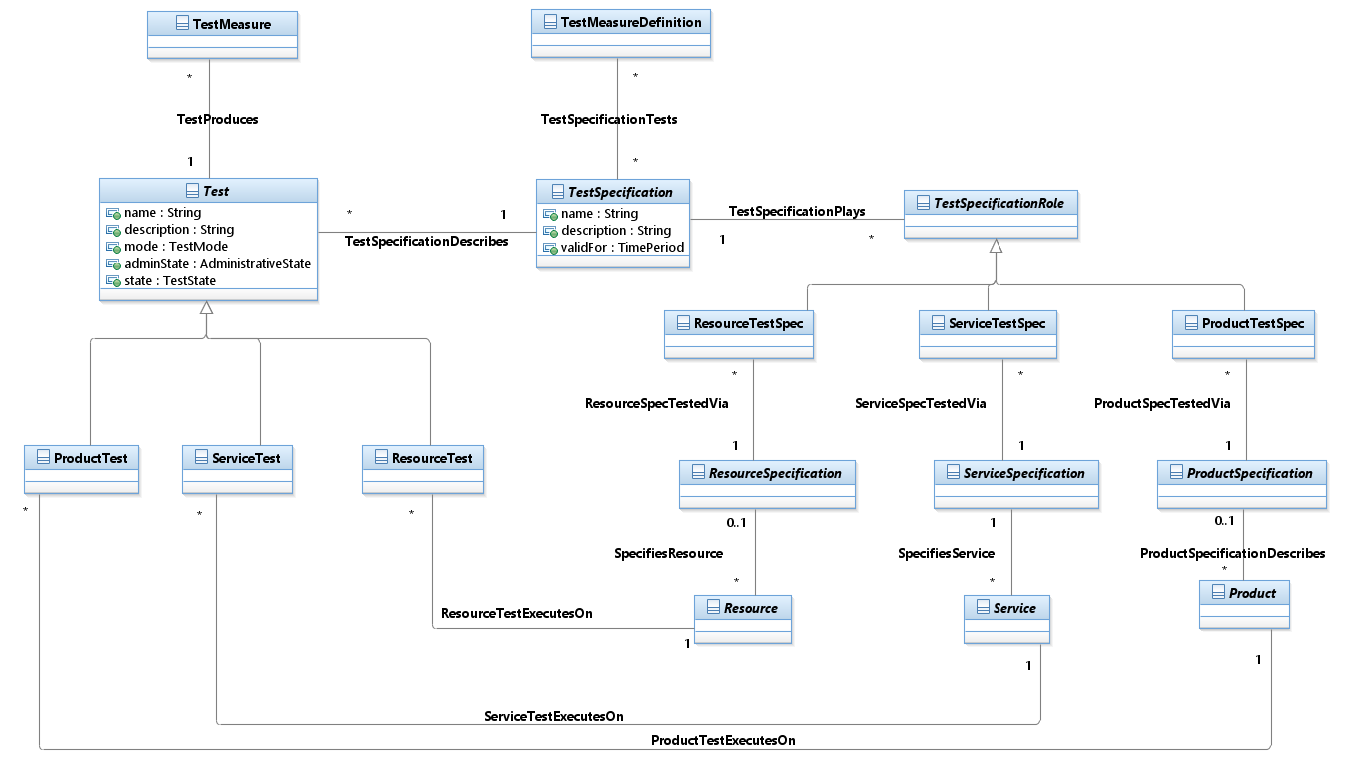 TestMeasure
TestMeasureDefinition
*
*
TestProduces
TestSpecificationTests
1
*
Test
name : String
description : String
mode : TestMode
adminState : AdministrativeState
state : TestState
*
1
TestSpecificationDescribes
TestSpecification
name : String
description : String
validFor : TimePeriod
TestSpecificationPlays
1
*
TestSpecificationRole
ResourceTestSpec
ServiceTestSpec
ProductTestSpec
*
*
*
ResourceSpecTestedVia
ServiceSpecTestedVia
ProductSpecTestedVia
1
1
1
ProductTest
ServiceTest
ResourceTest
ResourceSpecification
ServiceSpecification
ProductSpecification
*
*
*
0..1
1
0..1
SpecifiesResource
SpecifiesService
ProductSpecificationDescribes
*
*
*
Resource
Service
Product
ResourceTestExecutesOn
1
1
1
ServiceTestExecutesOn
ProductTestExecutesOn